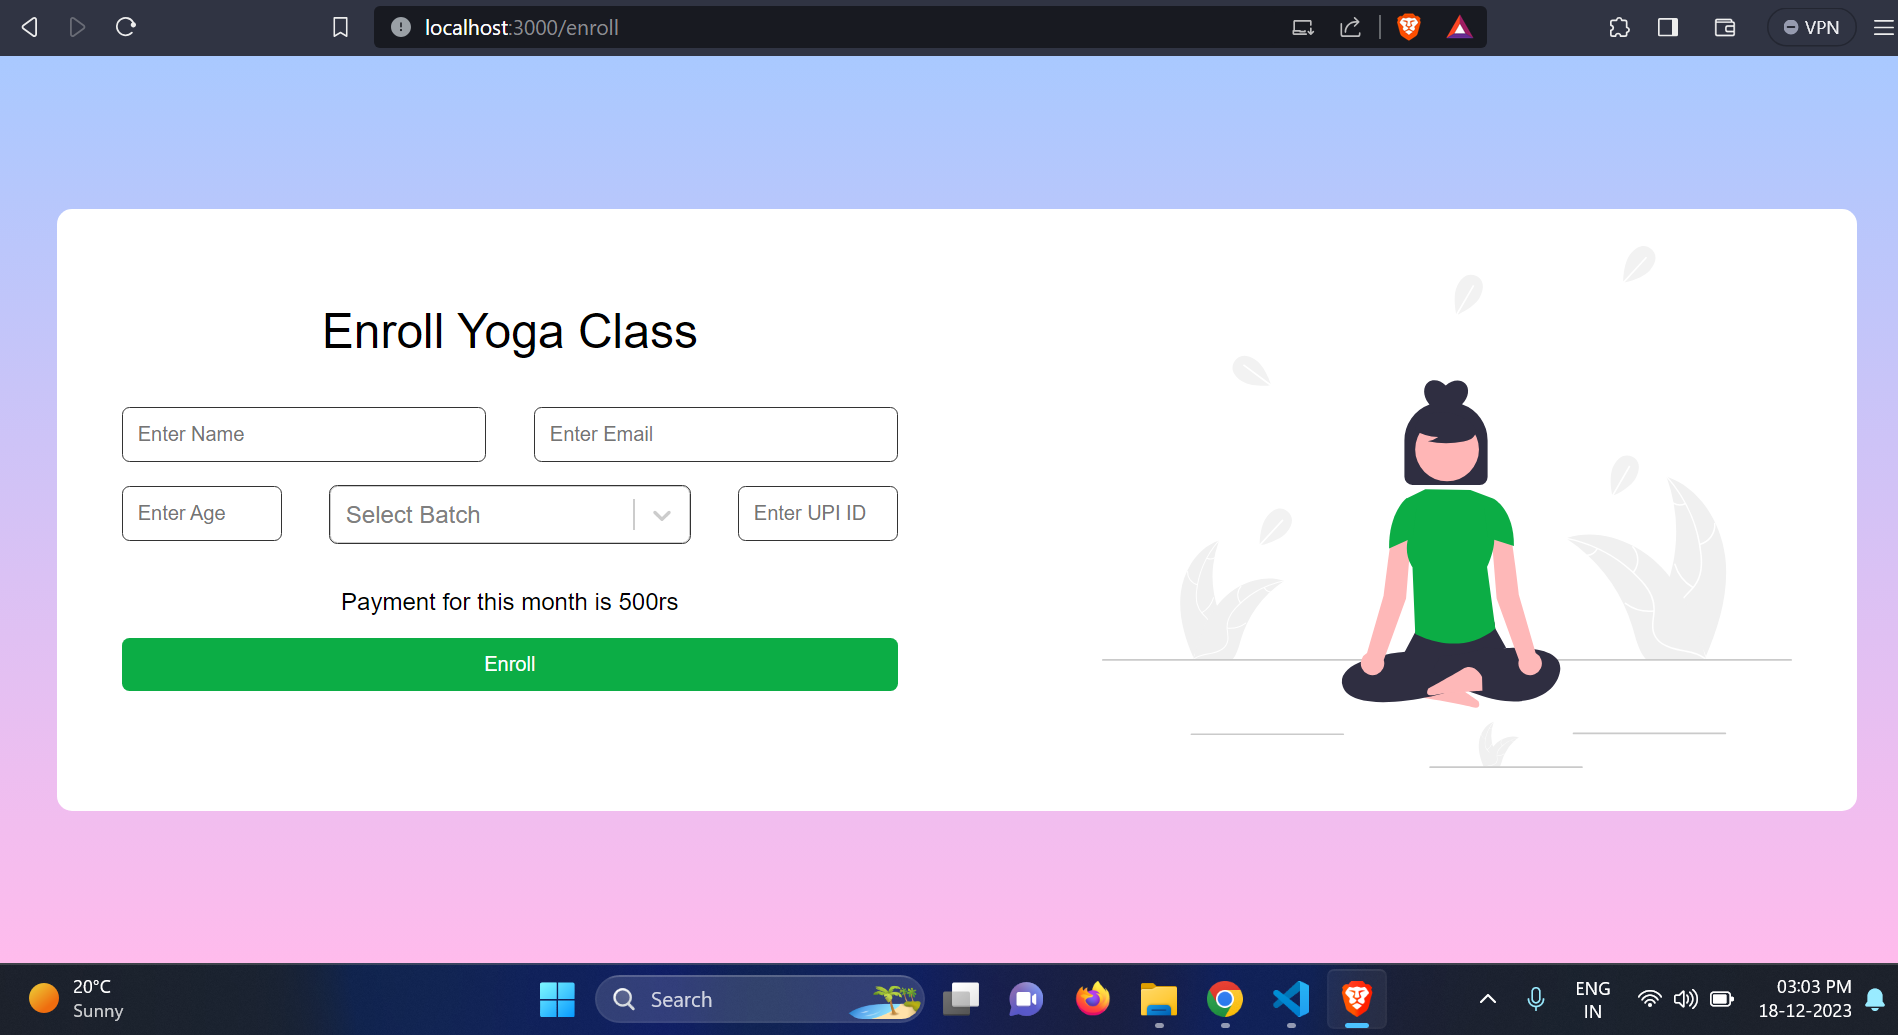 localhost:3000/enroll
VPN
Enroll Yoga Class
Enter Name
Enter Email
Enter Age
Select Batch
Enter UPI ID
Payment for this month is 500rs
Enroll
20°C
Sunny
Search
ENG
IN
03:03 PM
18-12-2023